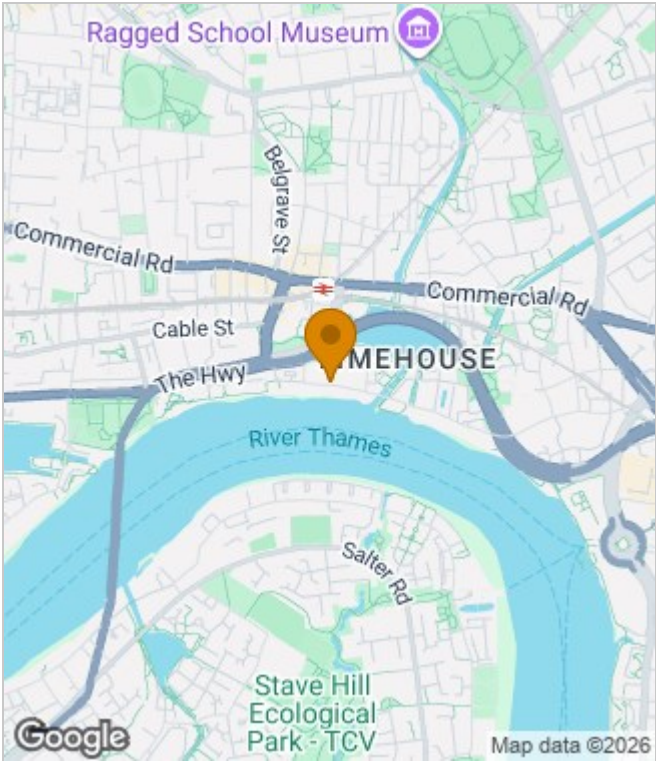 Ragged School Museum
Belgrave St
Commercial Rd
Commercial Rd
Cable St
The Hwy
River Thames
Salter Rd
Stave Hill
Ecological
Park - TCV
Google
Map data ©2026